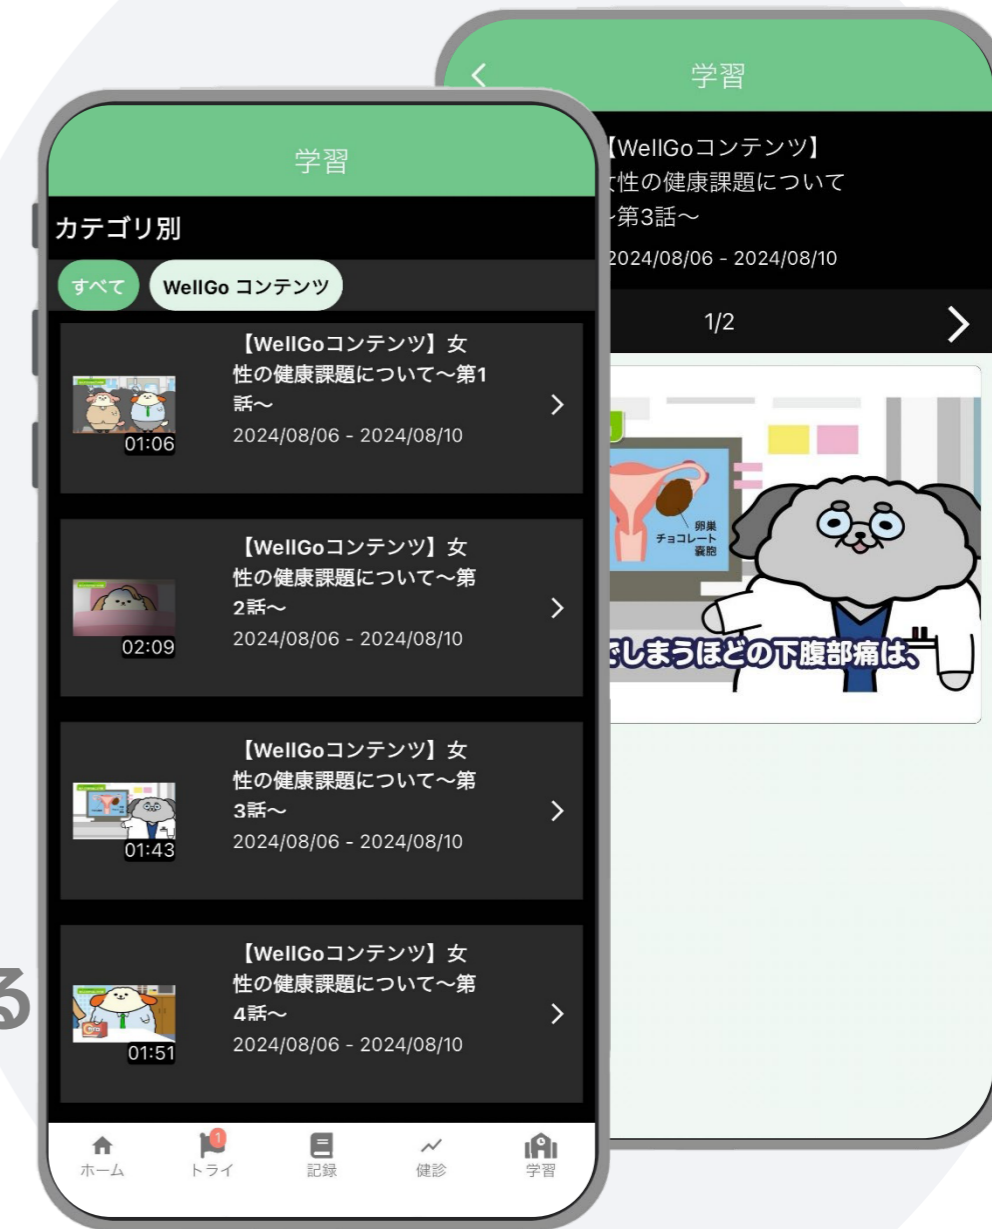 学習
カテゴリ別
すべて
WellGo コンテンツ
【WellGoコンテンツ】女
性の健康課題について〜第1
話〜
2024/08/06 - 2024/08/10
01:06
【WellGoコンテンツ】女
性の健康課題について〜第
2話〜
2024/08/06 - 2024/08/10
02:09
【WellGoコンテンツ】女
性の健康課題について〜第
3話〜
2024/08/06 - 2024/08/10
01:43
【WellGoコンテンツ】女
性の健康課題について〜第
4話〜
2024/08/06 - 2024/08/10
01:51
ホーム
トライ
1
記録
健診
学習
学習
【WellGoコンテンツ】
女性の健康課題について
〜第3話〜
2024/08/06 - 2024/08/10
1/2
卵巣
チョコレート
嚢胞
でしまうほどの下腹部痛は、
る